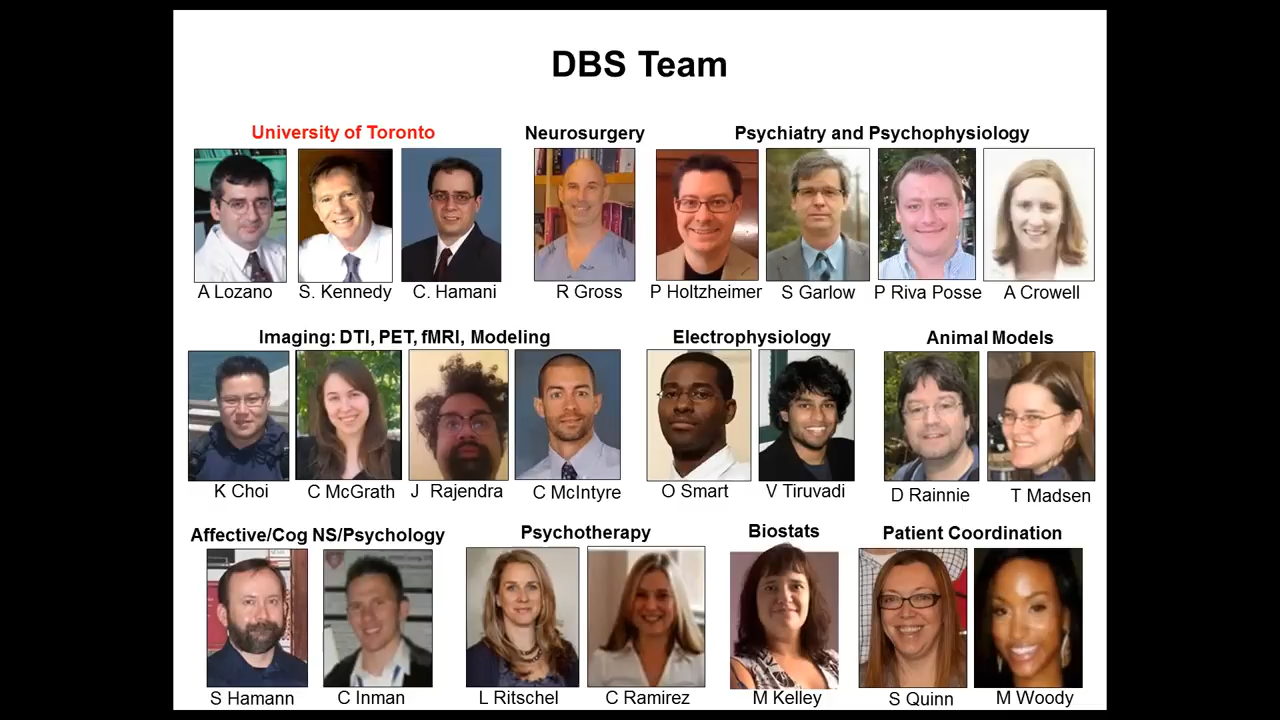 DBS Team
University of Toronto
Neurosurgery
Psychiatry and Psychophysiology
A Lozano
S. Kennedy
C. Hamani
R Gross
P Holtzheimer
S Garlow
P Riva Posse
A Crowell
Imaging: DTI, PET, fMRI, Modeling
Electrophysiology
Animal Models
K Choi
C McGrath
J Rajendra
C McIntyre
O Smart
V Tiruvadi
D Rainnie
T Madsen
Affective/Cog NS/Psychology
Psychotherapy
Biostats
Patient Coordination
S Hamann
C Inman
L Ritschel
C Ramirez
M Kelley
S Quinn
M Woody